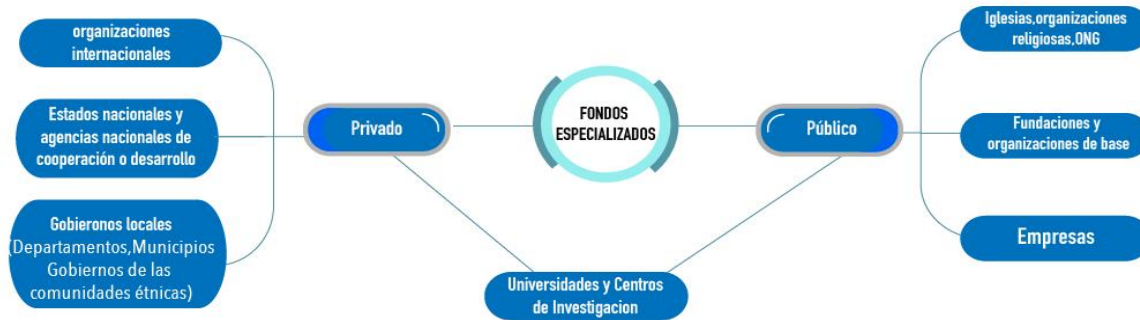 organizaciones
internacionales
Estados nacionales y
agencias nacionales de
cooperación o desarrollo
Gobieronos locales
(Departamentos,Municipios
Gobiernos de las
comunidades étnicas)
Privado
FONDOS
ESPECIALIZADOS
Público
Universidades y Centros
de Investigacion
Iglesias,organizaciones
religiosas,ONG
Fundaciones y
organizaciones de base
Empresas